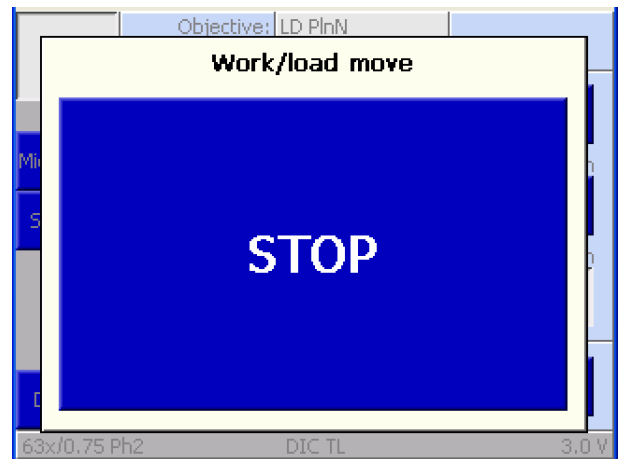 Objective: LD PlnN
Work/load move
STOP
63x/0.75 Ph2 DIC TL 3.0 V